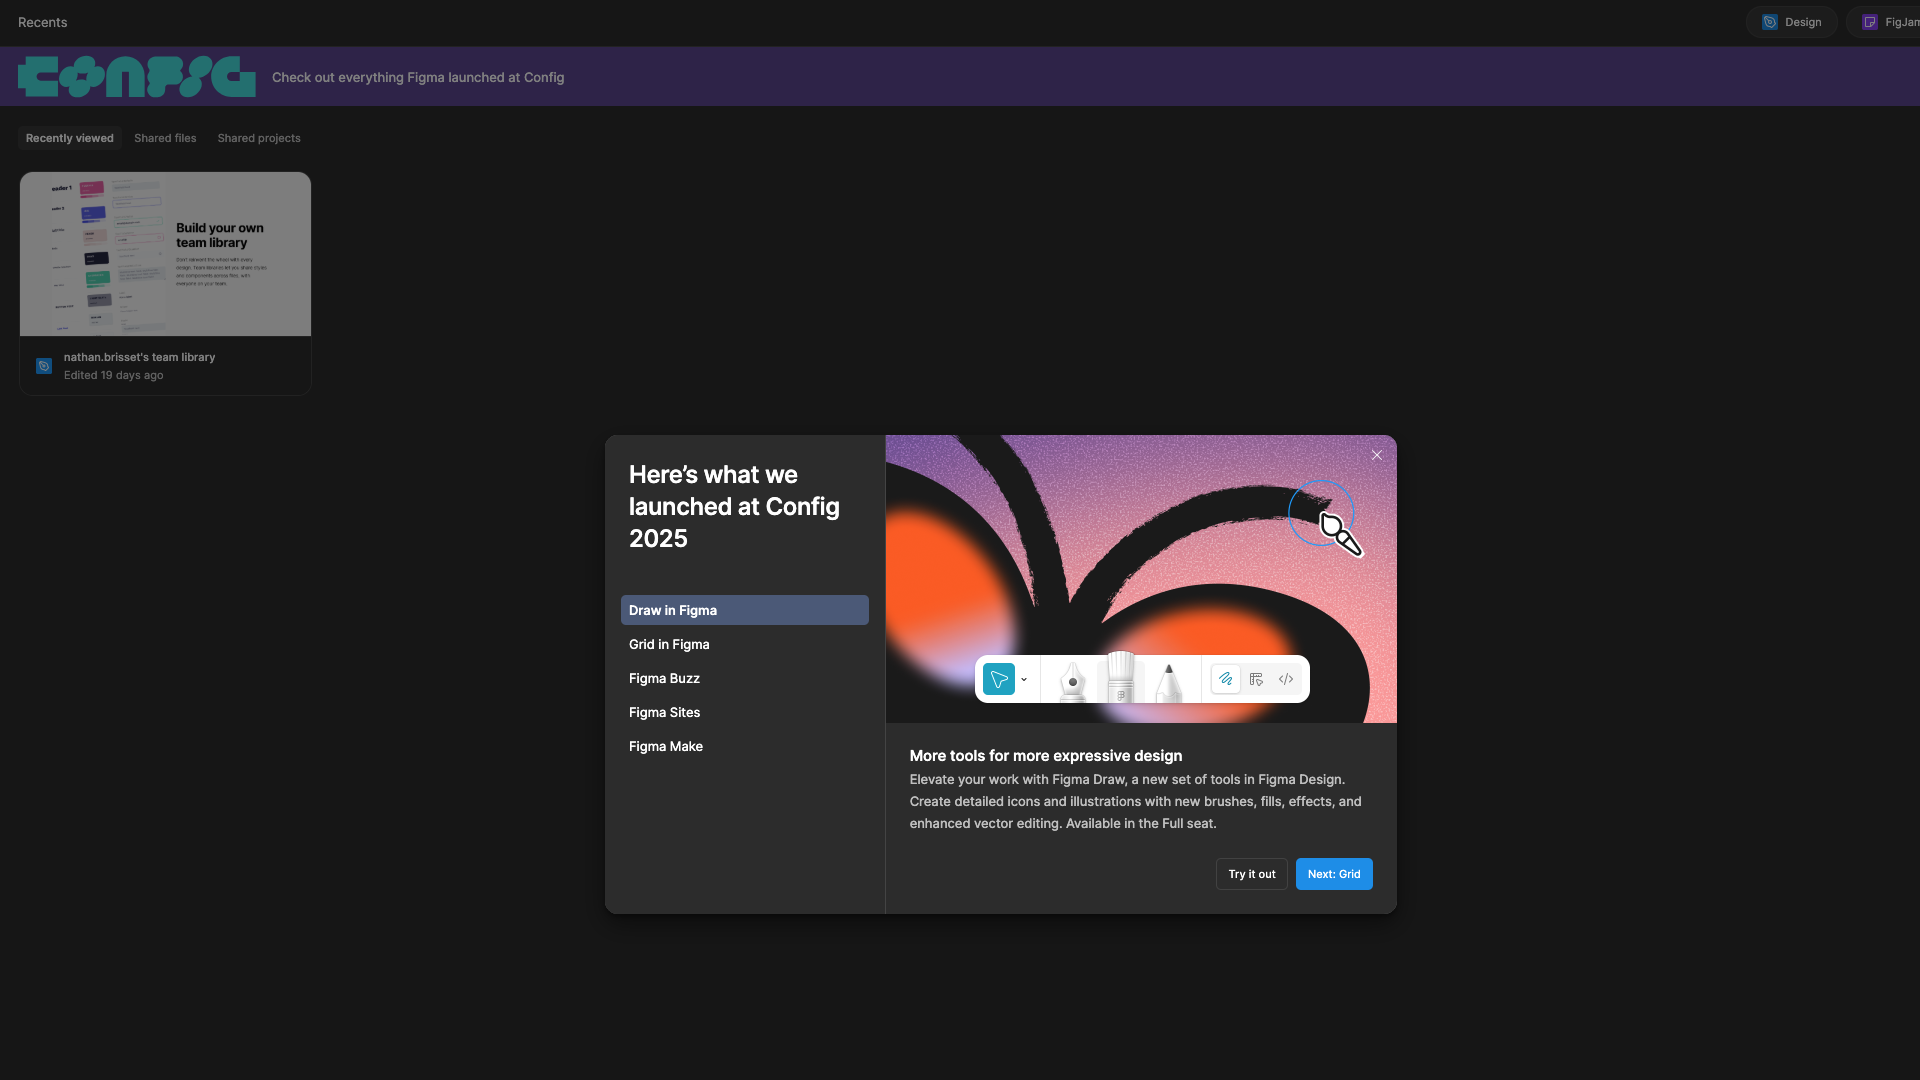 Recents
Design
FigJam
CONFIG
Check out everything Figma launched at Config
Recently viewed
Shared files
Shared projects
Build your own
team library
nathan.brisset's team library
Edited 19 days ago
Here’s what we
launched at Config
2025
Draw in Figma
Grid in Figma
Figma Buzz
Figma Sites
Figma Make
More tools for more expressive design
Elevate your work with Figma Draw, a new set of tools in Figma Design.
Create detailed icons and illustrations with new brushes, fills, effects, and
enhanced vector editing. Available in the Full seat.
Try it out
Next: Grid